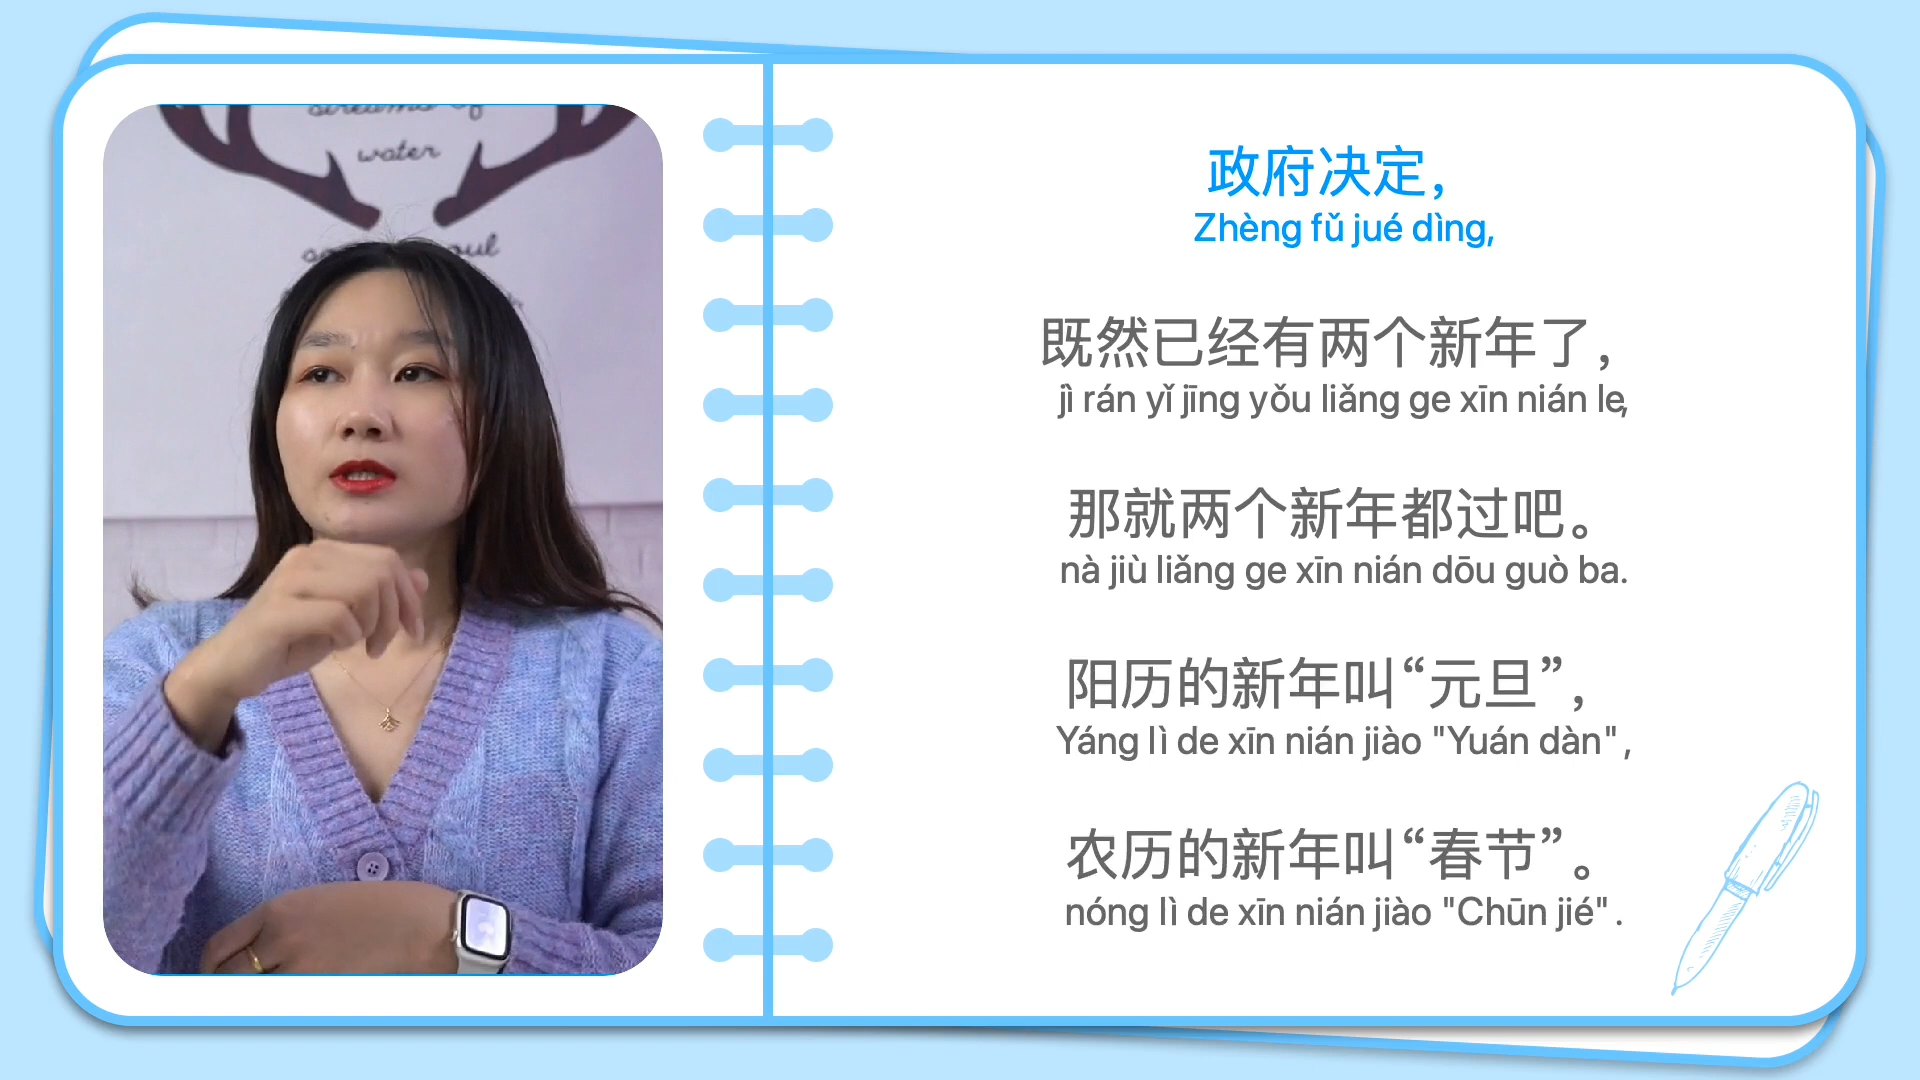 streams of
water
政府决定，
Zhèng fǔ jué dìng,
既然已经有两个新年了，
jì rán yǐ jīng yǒu liǎng ge xīn nián le,
那就两个新年都过吧。
nà jiù liǎng ge xīn nián dōu guò ba.
阳历的新年叫“元旦”，
Yáng lì de xīn nián jiào "Yuán dàn",
农历的新年叫“春节”。
nóng lì de xīn nián jiào "Chūn jié".